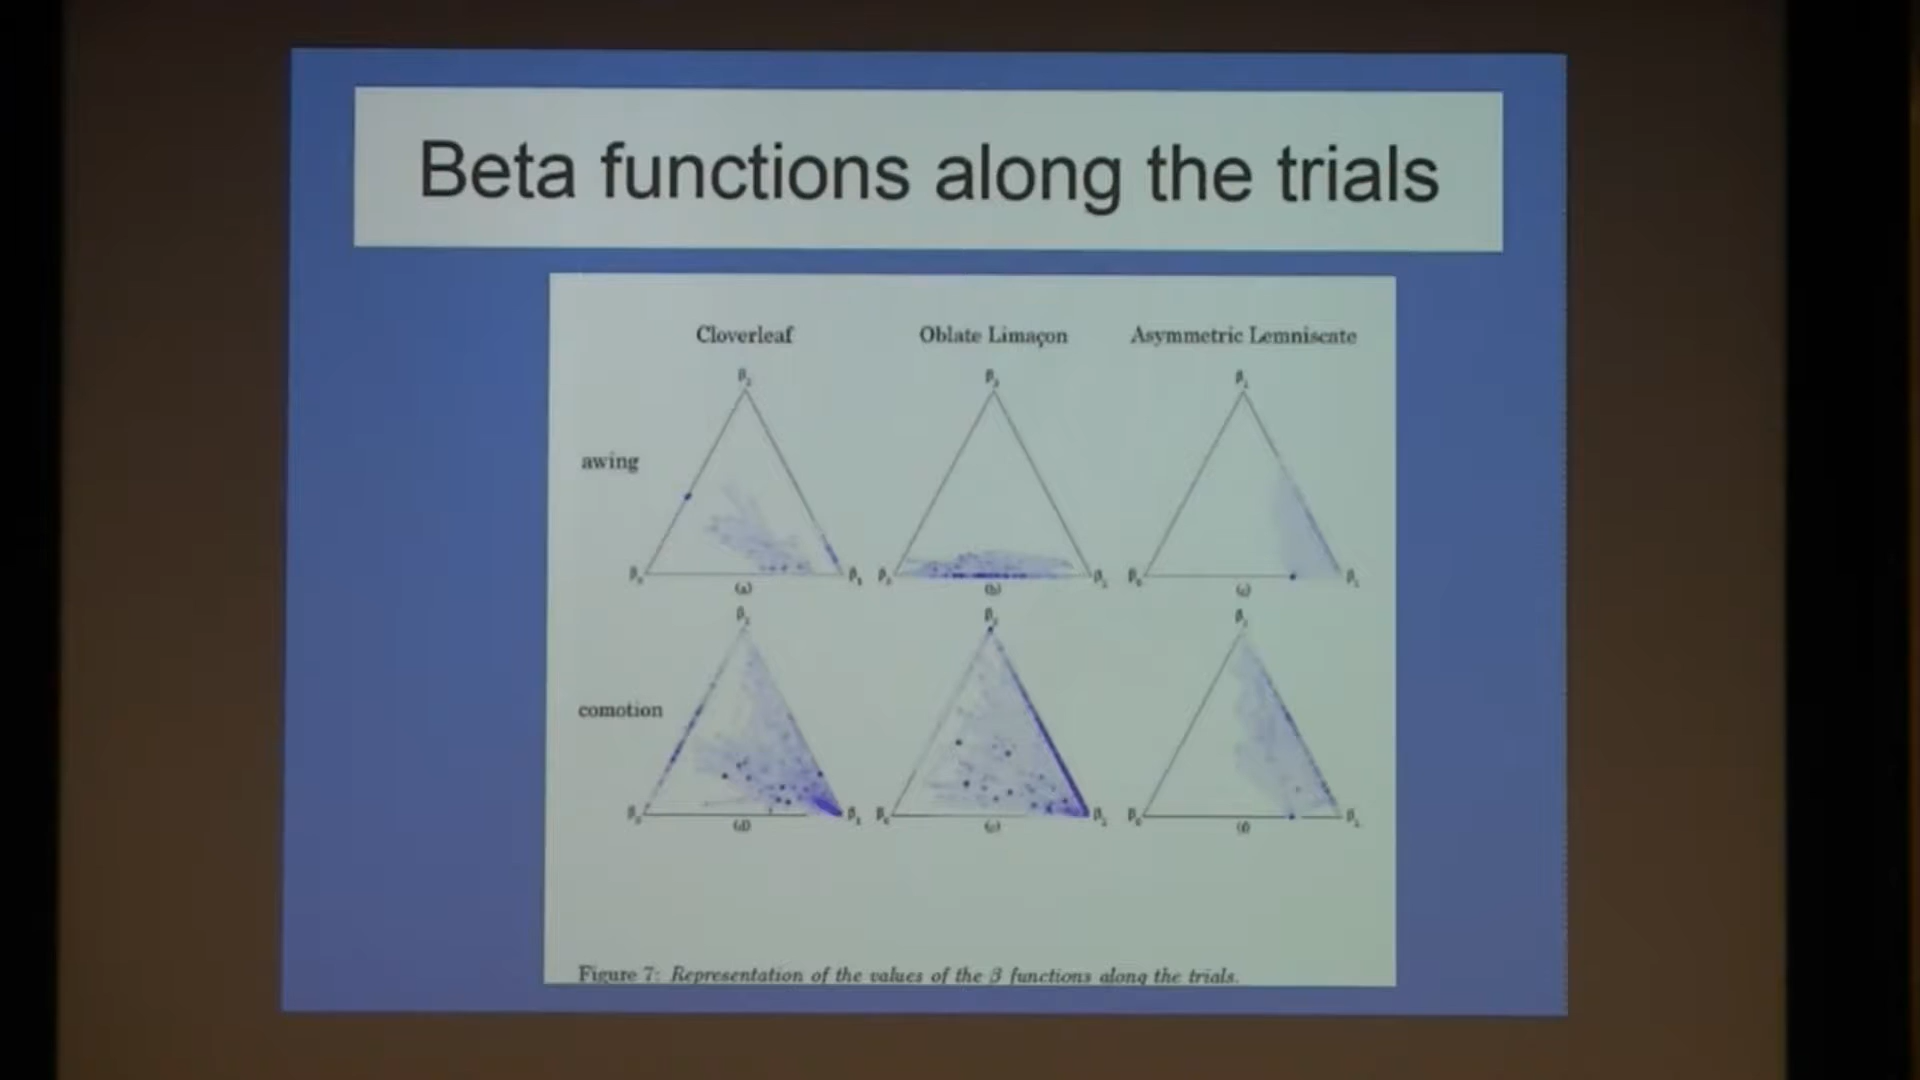 Beta functions along the trials
Cloverleaf Oblate Limaçon Asymmetric Lemniscate
awing
(a) (b)
comotion
(d)
Figure 7: Representation of the values of the β functions along the trials.